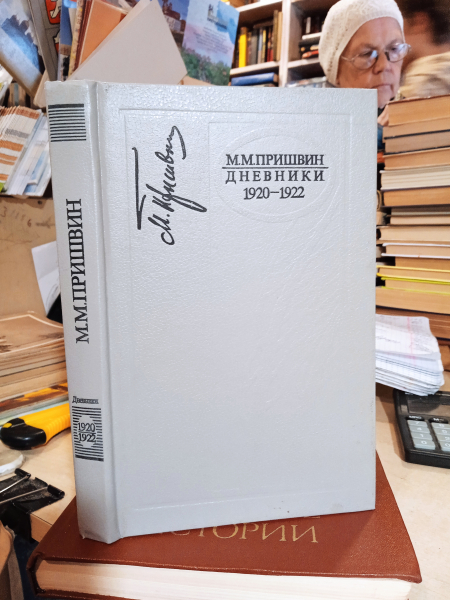 М.М.ПРИШВИН
ДНЕВНИКИ
1920–1922
М.Пришвин
М.М.ПРИШВИН
Дневники
1920
1922
СТОРИИ